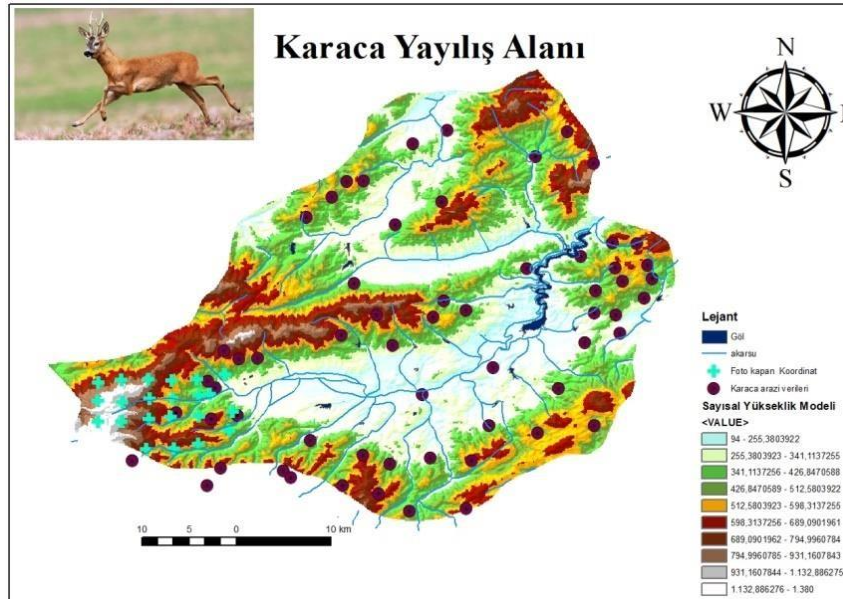 Karaca Yayılış Alanı
N
W
E
S
Lejant
Göl
akarsu
Foto kapan Koordinat
Karaca arazi verileri
Sayısal Yükseklik Modeli
<VALUE>
94 - 255,3803922
255,3803923 - 341,1137255
341,1137256 - 426,8470588
426,8470589 - 512,5803922
512,5803923 - 598,3137255
598,3137256 - 689,0901961
689,0901962 - 794,9960784
794,9960785 - 931,1607843
931,1607844 - 1.132,886275
1.132,886276 - 1.380
10 5 0 10 km